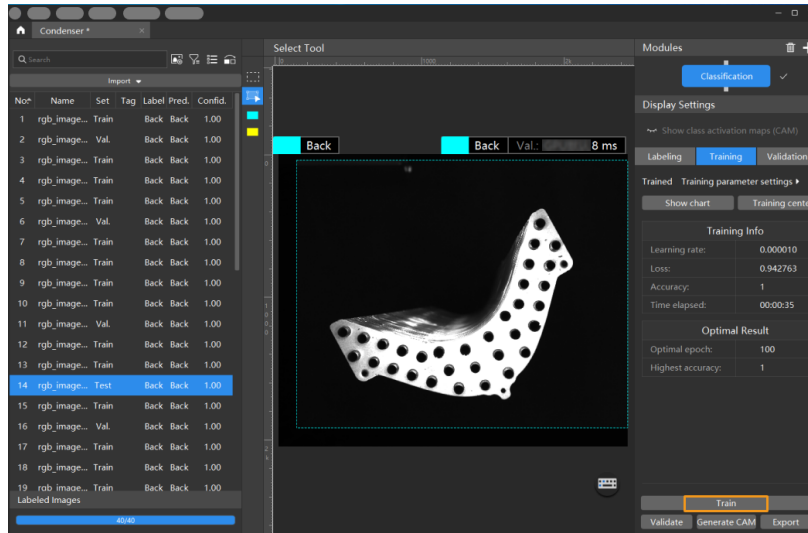 Condenser *
Search
Import
No. Name Set Tag Label Pred. Confid.
1 rgb_image... Train Back Back 1.00
2 rgb_image... Val. Back Back 1.00
3 rgb_image... Train Back Back 1.00
4 rgb_image... Train Back Back 1.00
5 rgb_image... Train Back Back 1.00
6 rgb_image... Val. Back Back 1.00
7 rgb_image... Train Back Back 1.00
8 rgb_image... Train Back Back 1.00
9 rgb_image... Train Back Back 1.00
10 rgb_image... Train Back Back 1.00
11 rgb_image... Val. Back Back 1.00
12 rgb_image... Train Back Back 1.00
13 rgb_image... Train Back Back 1.00
14 rgb_image... Test Back Back 1.00
15 rgb_image... Train Back Back 1.00
16 rgb_image... Val. Back Back 1.00
17 rgb_image... Train Back Back 1.00
18 rgb_image... Train Back Back 1.00
19 rgb_image... Train Back Back 1.00
Labeled Images
40/40
Select Tool
Back
Back Val.: 8 ms
Modules
Classification
Display Settings
Show class activation maps (CAM)
Labeling Training Validation
Trained Training parameter settings
Show chart Training cente
Training Info
Learning rate: 0.000010
Loss: 0.942763
Accuracy: 1
Time elapsed: 00:00:35
Optimal Result
Optimal epoch: 100
Highest accuracy: 1
Train
Validate Generate CAM Export